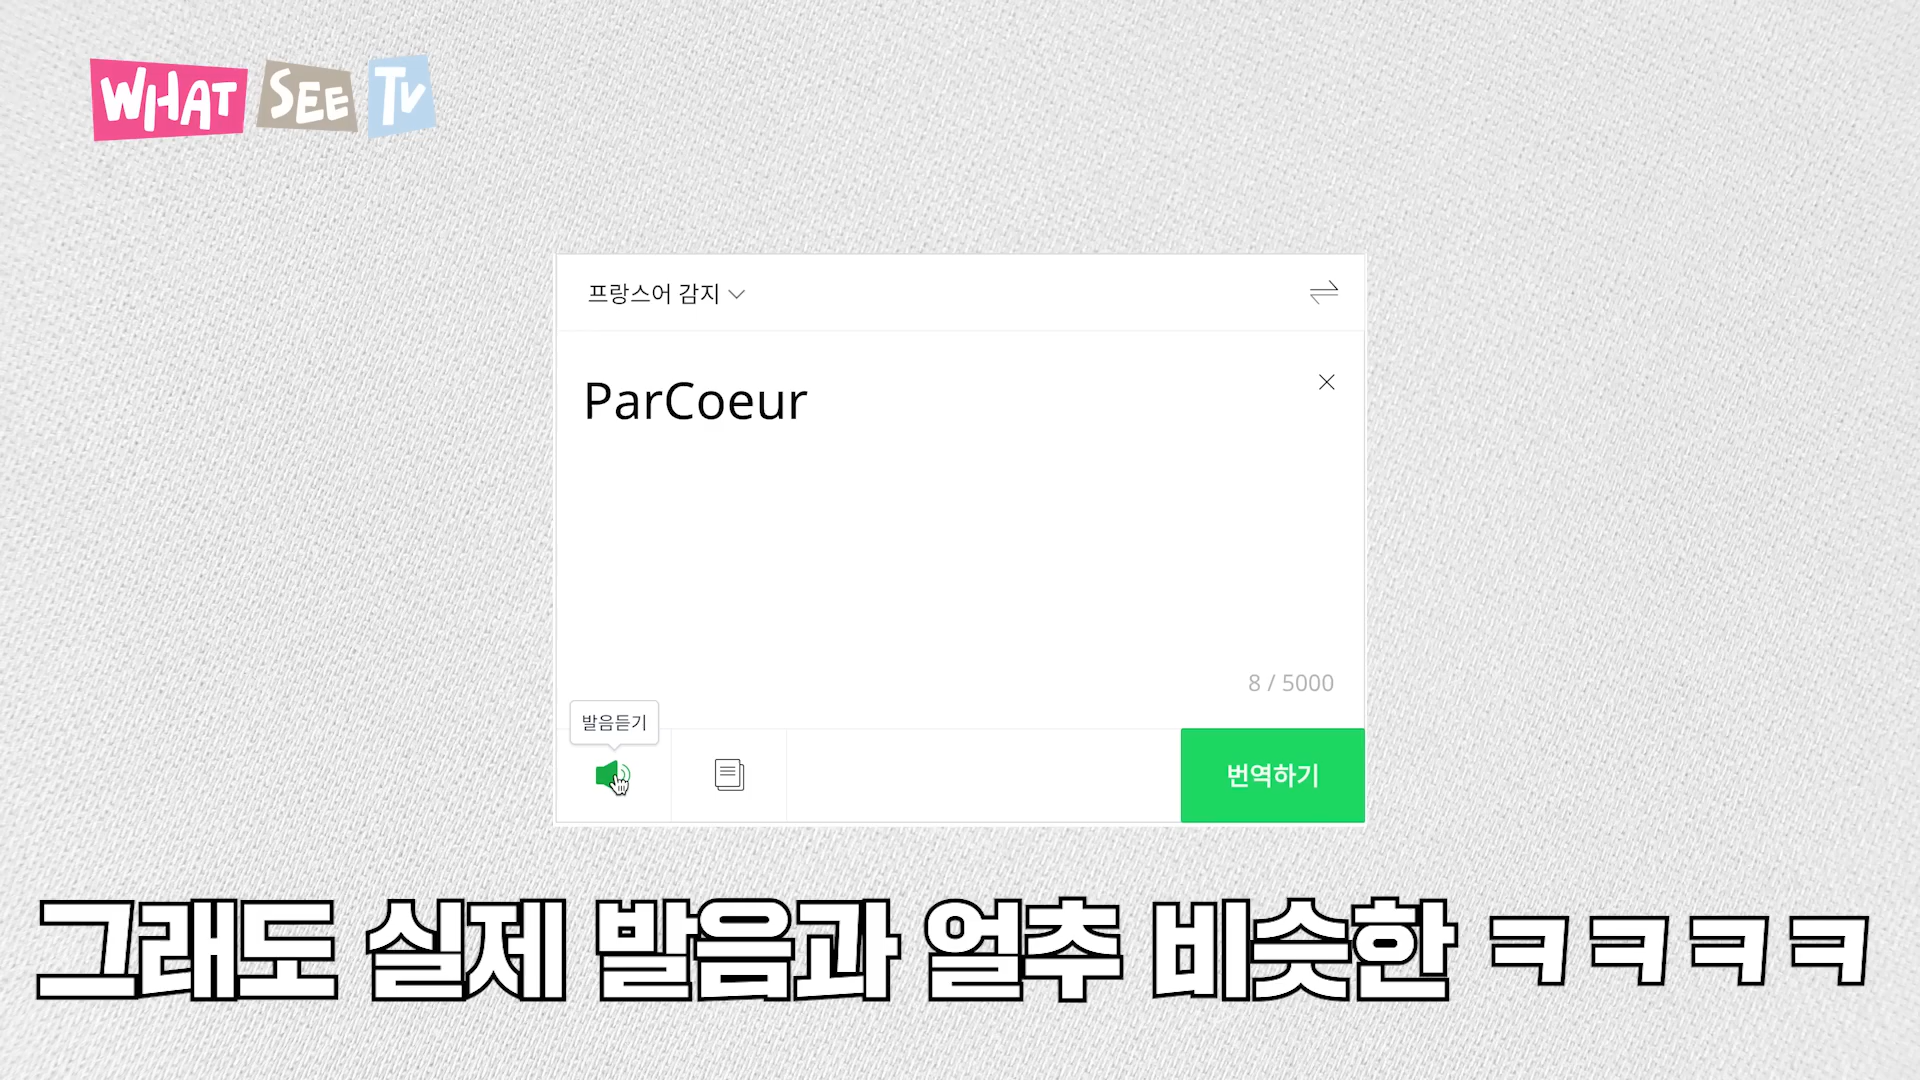 WHAT SEE TV
프랑스어 감지
ParCoeur
8 / 5000
발음듣기
번역하기
그래도 실제 발음과 얼추 비슷한 ㅋㅋㅋㅋ